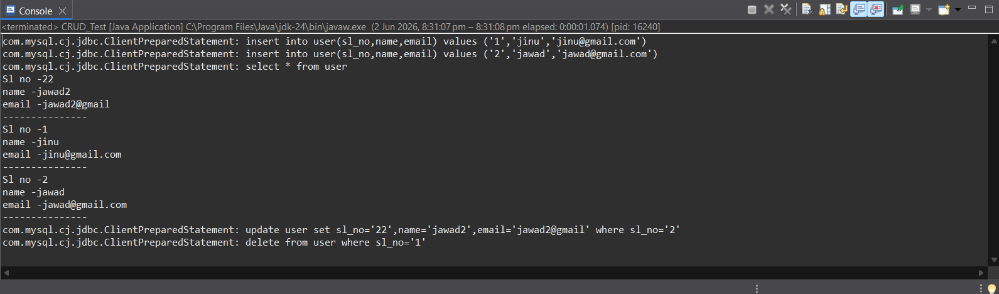 Console
<terminated> CRUD_Test [Java Application] C:\Program Files\Java\jdk-24\bin\javaw.exe (2 Jun 2026, 8:31:07 pm – 8:31:08 pm elapsed: 0:00:01.074) [pid: 16240]
com.mysql.cj.jdbc.ClientPreparedStatement: insert into user(sl_no,name,email) values ('1','jinu','jinu@gmail.com')
com.mysql.cj.jdbc.ClientPreparedStatement: insert into user(sl_no,name,email) values ('2','jawad','jawad@gmail.com')
com.mysql.cj.jdbc.ClientPreparedStatement: select * from user
Sl no -22
name -jawad2
email -jawad2@gmail
---------------
Sl no -1
name -jinu
email -jinu@gmail.com
---------------
Sl no -2
name -jawad
email -jawad@gmail.com
---------------
com.mysql.cj.jdbc.ClientPreparedStatement: update user set sl_no='22',name='jawad2',email='jawad2@gmail' where sl_no='2'
com.mysql.cj.jdbc.ClientPreparedStatement: delete from user where sl_no='1'